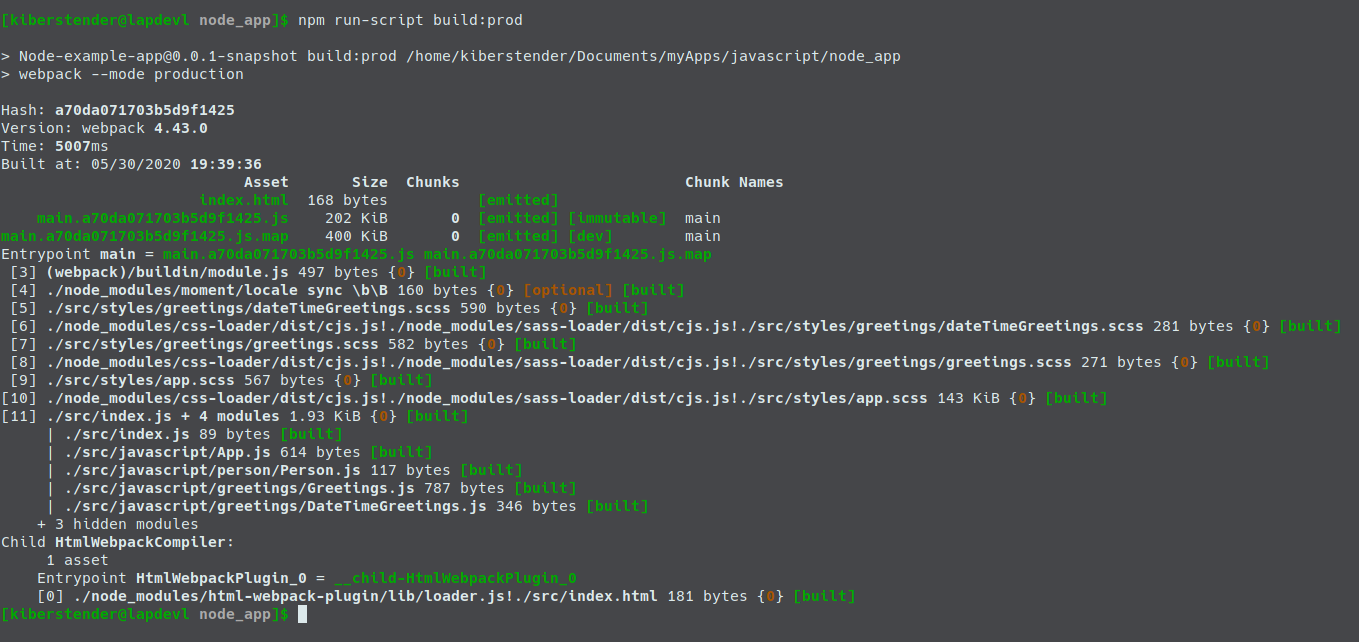 [kiberstender@lapdevl node_app]$ npm run-script build:prod
> Node-example-app@0.0.1-snapshot build:prod /home/kiberstender/Documents/myApps/javascript/node_app
> webpack --mode production
Hash: a70da071703b5d9f1425
Version: webpack 4.43.0
Time: 5007ms
Built at: 05/30/2020 19:39:36
Asset Size Chunks Chunk Names
index.html 168 bytes [emitted]
main.a70da071703b5d9f1425.js 202 KiB 0 [emitted] [immutable] main
main.a70da071703b5d9f1425.js.map 400 KiB 0 [emitted] [dev] main
Entrypoint main = main.a70da071703b5d9f1425.js main.a70da071703b5d9f1425.js.map
[3] (webpack)/buildin/module.js 497 bytes {0} [built]
[4] ./node_modules/moment/locale sync \b\B 160 bytes {0} [optional] [built]
[5] ./src/styles/greetings/dateTimeGreetings.scss 590 bytes {0} [built]
[6] ./node_modules/css-loader/dist/cjs.js!./node_modules/sass-loader/dist/cjs.js!./src/styles/greetings/dateTimeGreetings.scss 281 bytes {0} [built]
[7] ./src/styles/greetings/greetings.scss 582 bytes {0} [built]
[8] ./node_modules/css-loader/dist/cjs.js!./node_modules/sass-loader/dist/cjs.js!./src/styles/greetings/greetings.scss 271 bytes {0} [built]
[9] ./src/styles/app.scss 567 bytes {0} [built]
[10] ./node_modules/css-loader/dist/cjs.js!./node_modules/sass-loader/dist/cjs.js!./src/styles/app.scss 143 KiB {0} [built]
[11] ./src/index.js + 4 modules 1.93 KiB {0} [built]
| ./src/index.js 89 bytes [built]
| ./src/javascript/App.js 614 bytes [built]
| ./src/javascript/person/Person.js 117 bytes [built]
| ./src/javascript/greetings/Greetings.js 787 bytes [built]
| ./src/javascript/greetings/DateTimeGreetings.js 346 bytes [built]
+ 3 hidden modules
Child HtmlWebpackCompiler:
1 asset
Entrypoint HtmlWebpackPlugin_0 = __child-HtmlWebpackPlugin_0
[0] ./node_modules/html-webpack-plugin/lib/loader.js!./src/index.html 181 bytes {0} [built]
[kiberstender@lapdevl node_app]$